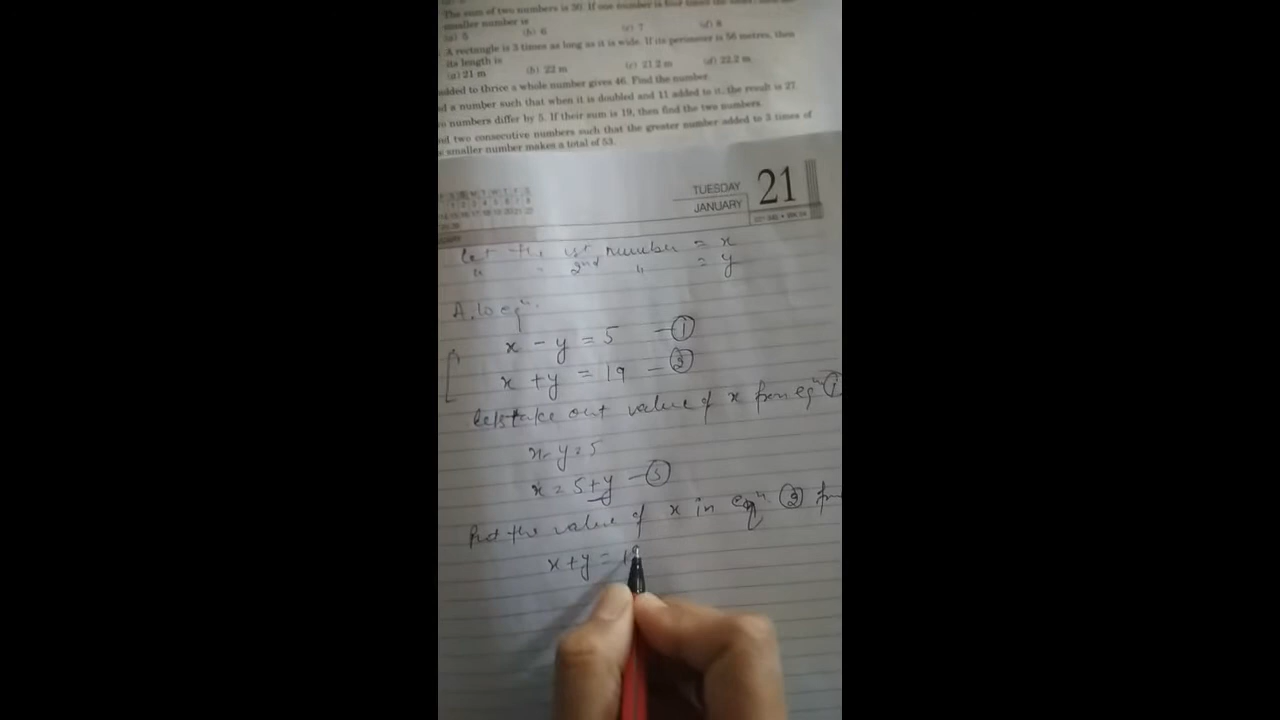 The sum of two numbers is 30. If one number is four times the other, then the
smaller number is
(a) 5 (b) 6 (c) 7 (d) 8
A rectangle is 3 times as long as it is wide. If its perimeter is 56 metres, then
its length is
(a) 21 m (b) 22 m (c) 21.2 m (d) 22.2 m
added to thrice a whole number gives 46. Find the number.
d a number such that when it is doubled and 11 added to it, the result is 27
o numbers differ by 5. If their sum is 19, then find the two numbers.
nd two consecutive numbers such that the greater number added to 3 times of
e smaller number makes a total of 53.
TUESDAY 21
JANUARY
let the 1st number = x
2nd " = y
A. to eqn.
x - y = 5 - ①
x + y = 19 - ②
lets take out value of x from eqn ①
x - y = 5
x = 5 + y - ③
Put the value of x in eqn ②
x + y = 19